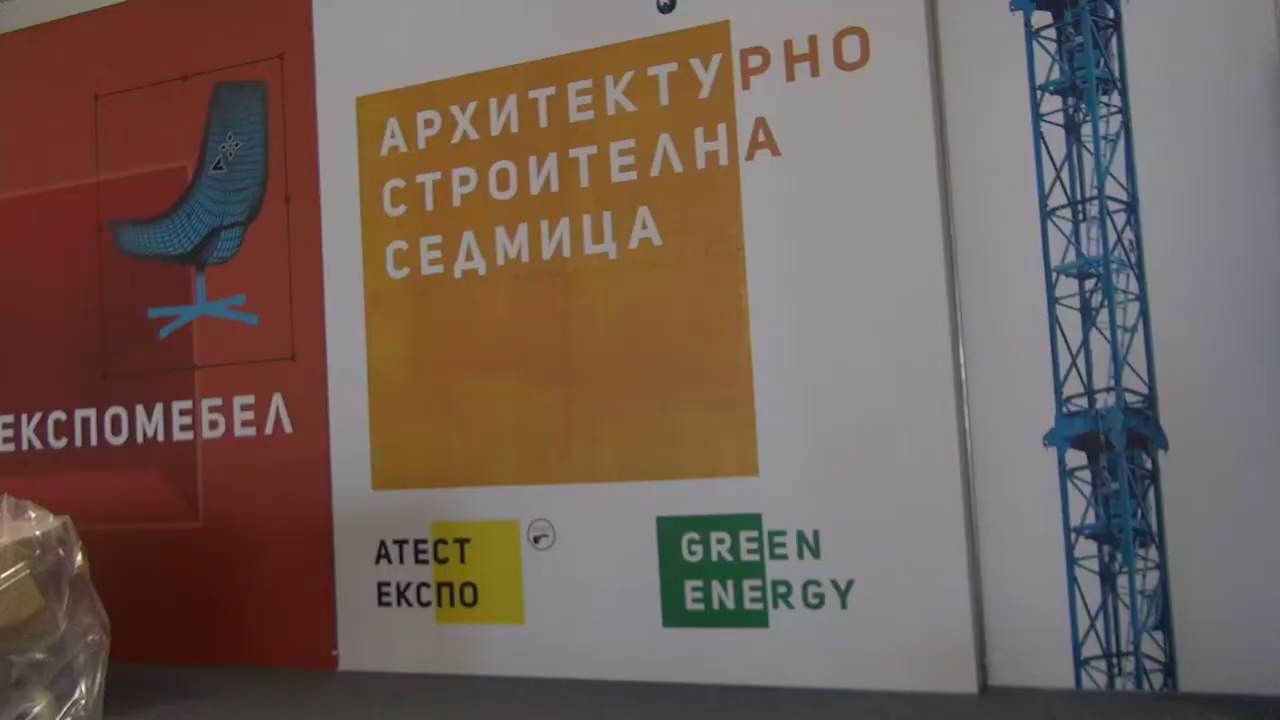 ЕКСПОМЕБЕЛ
АРХИТЕКТУРНО
СТРОИТЕЛНА
СЕДМИЦА
АТЕСТ
ЕКСПО
GREEN
ENERGY